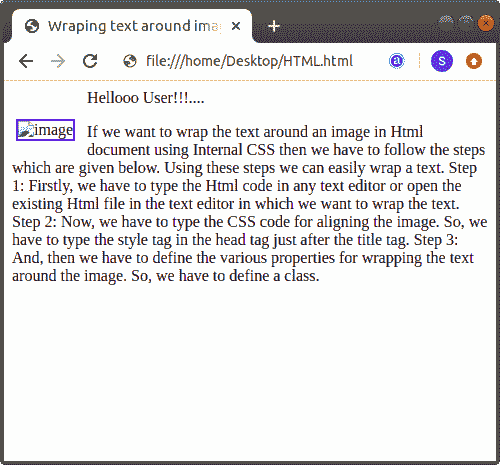 Wraping text around imag
file:///home/Desktop/HTML.html
a
S
Hellooo User!!!....
image
If we want to wrap the text around an image in Html
document using Internal CSS then we have to follow the steps
which are given below. Using these steps we can easily wrap a text. Step
1: Firstly, we have to type the Html code in any text editor or open the
existing Html file in the text editor in which we want to wrap the text.
Step 2: Now, we have to type the CSS code for aligning the image. So, we
have to type the style tag in the head tag just after the title tag. Step 3:
And, then we have to define the various properties for wrapping the text
around the image. So, we have to define a class.